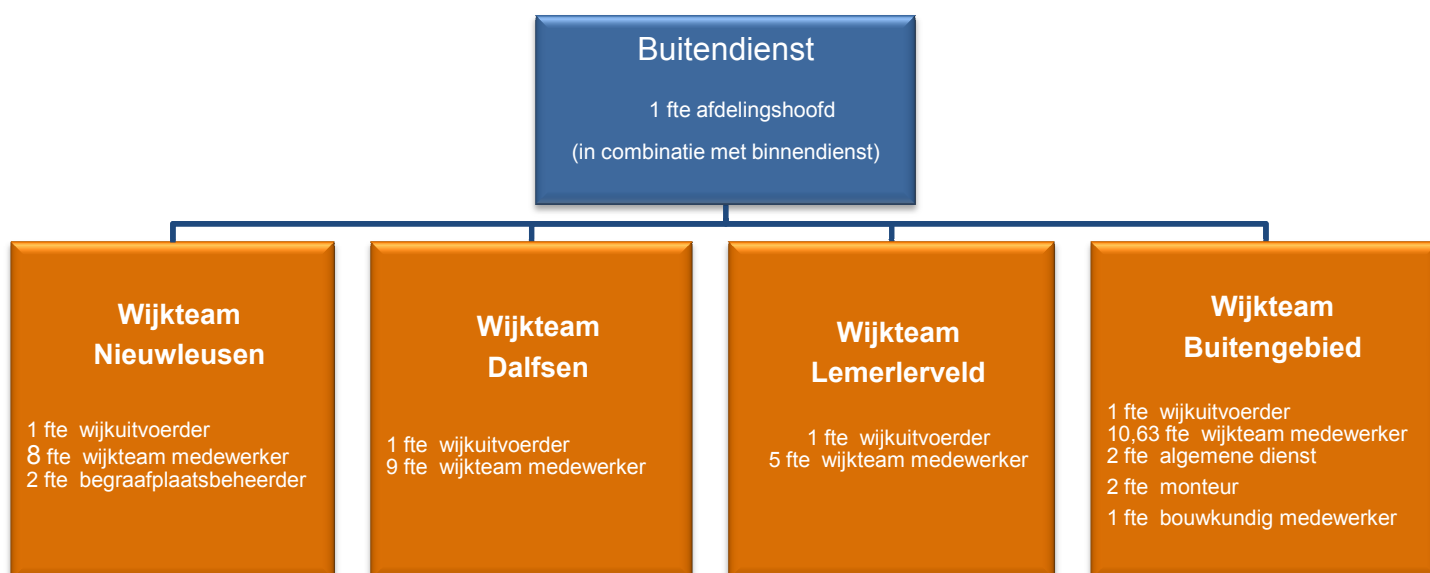 Buitendienst
1 fte afdelingshoofd
(in combinatie met binnendienst)
Wijkteam
Nieuwleusen
1 fte wijkuitvoerder
8 fte wijkteam medewerker
2 fte begraafplaatsbeheerder
Wijkteam
Dalfsen
1 fte wijkuitvoerder
9 fte wijkteam medewerker
Wijkteam
Lemerlerveld
1 fte wijkuitvoerder
5 fte wijkteam medewerker
Wijkteam
Buitengebied
1 fte wijkuitvoerder
10,63 fte wijkteam medewerker
2 fte algemene dienst
2 fte monteur
1 fte bouwkundig medewerker